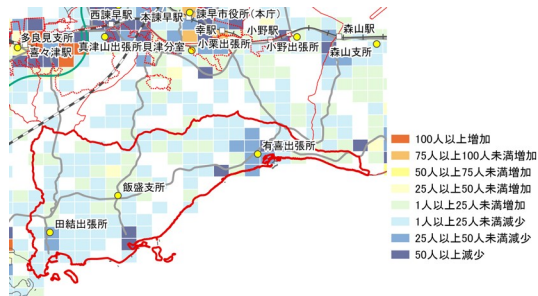 西諫早駅
本諫早駅
諫早市役所(本庁)
多良見支所
幸駅
森山駅
真津山出張所
貝津分室
小栗出張所
小野駅
小野出張所
喜々津駅
森山支所
有喜出張所
飯盛支所
田結出張所
100人以上増加
75人以上100人未満増加
50人以上75人未満増加
25人以上50人未満増加
1人以上25人未満増加
1人以上25人未満減少
25人以上50人未満減少
50人以上減少